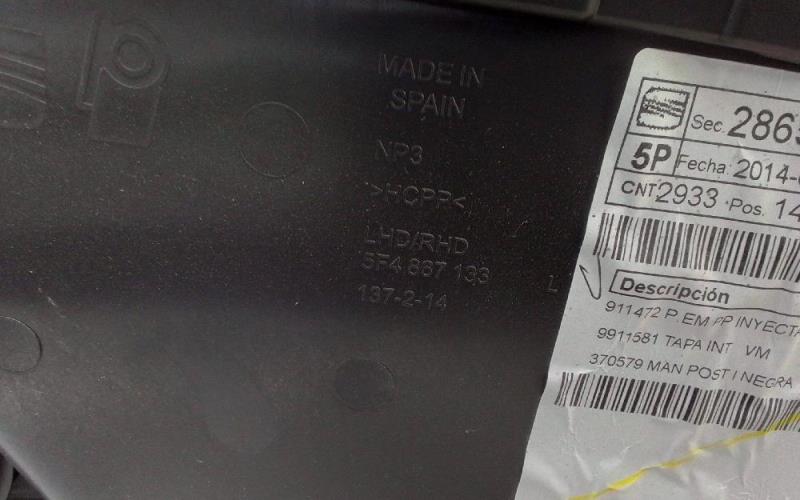 MADE IN
SPAIN
NP3
>HCPP<
LHD/RHD
5F4 867 133
137-2-14
L
Sec. 286
5P Fecha: 2014-
CNT 2933 Pos. 14
Descripción
911472 P EM PP INYECTA
9911581 TAPA INT VM
370579 MAN POST I NEGRA